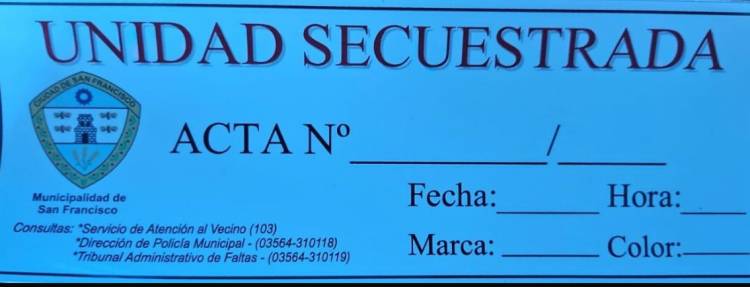 UNIDAD SECUESTRADA
CIUDAD DE SAN FRANCISCO
ACTA Nº ____________/_______
Municipalidad de
San Francisco
Fecha:_______ Hora:_____
Marca: _______ Color:_____
Consultas: *Servicio de Atención al Vecino (103)
*Dirección de Policía Municipal - (03564-310118)
*Tribunal Administrativo de Faltas - (03564-310119)